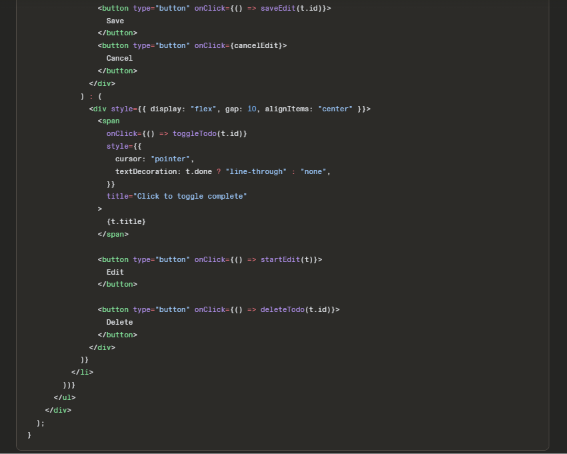 <button type="button" onClick={() => saveEdit(t.id)}>
Save
</button>
<button type="button" onClick={cancelEdit}>
Cancel
</button>
</div>
) : (
<div style={{ display: "flex", gap: 10, alignItems: "center" }}>
<span
onClick={() => toggleTodo(t.id)}
style={{
cursor: "pointer",
textDecoration: t.done ? "line-through" : "none",
}}
title="Click to toggle complete"
>
{t.title}
</span>
<button type="button" onClick={() => startEdit(t)}>
Edit
</button>
<button type="button" onClick={() => deleteTodo(t.id)}>
Delete
</button>
</div>
)}
</li>
))}
</ul>
</div>
);
}